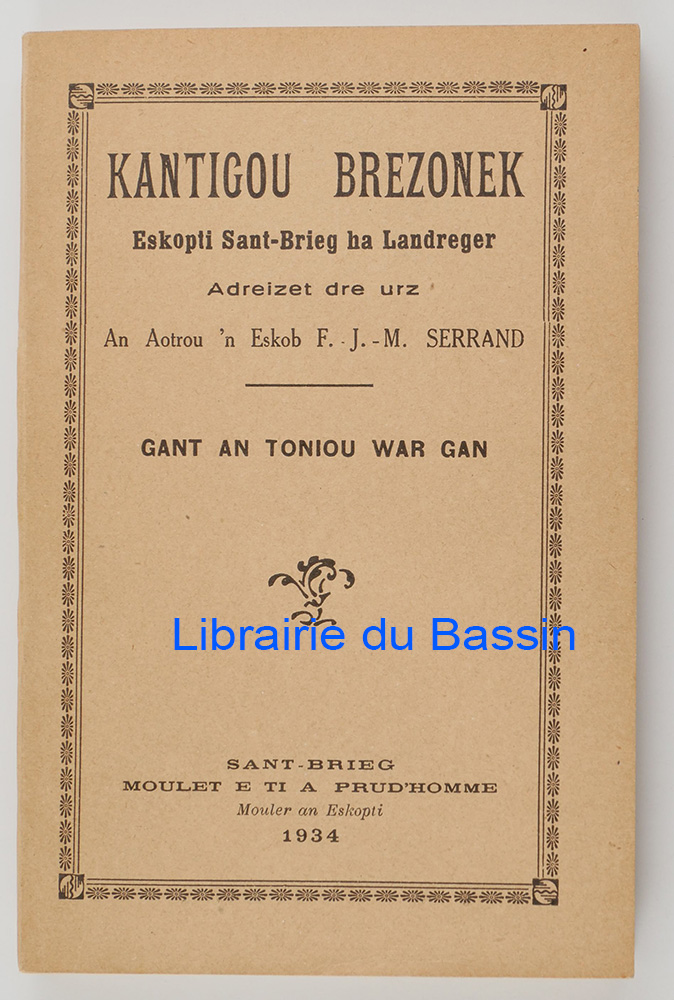 KANTIGOU BREZONEK
Eskopti Sant-Brieg ha Landreger
Adreizet dre urz
An Aotrou 'n Eskob F. - J. - M. SERRAND
GANT AN TONIOU WAR GAN
Librairie du Bassin
SANT-BRIEG
MOULET E TI A PRUD'HOMME
Mouler an Eskopti
1934